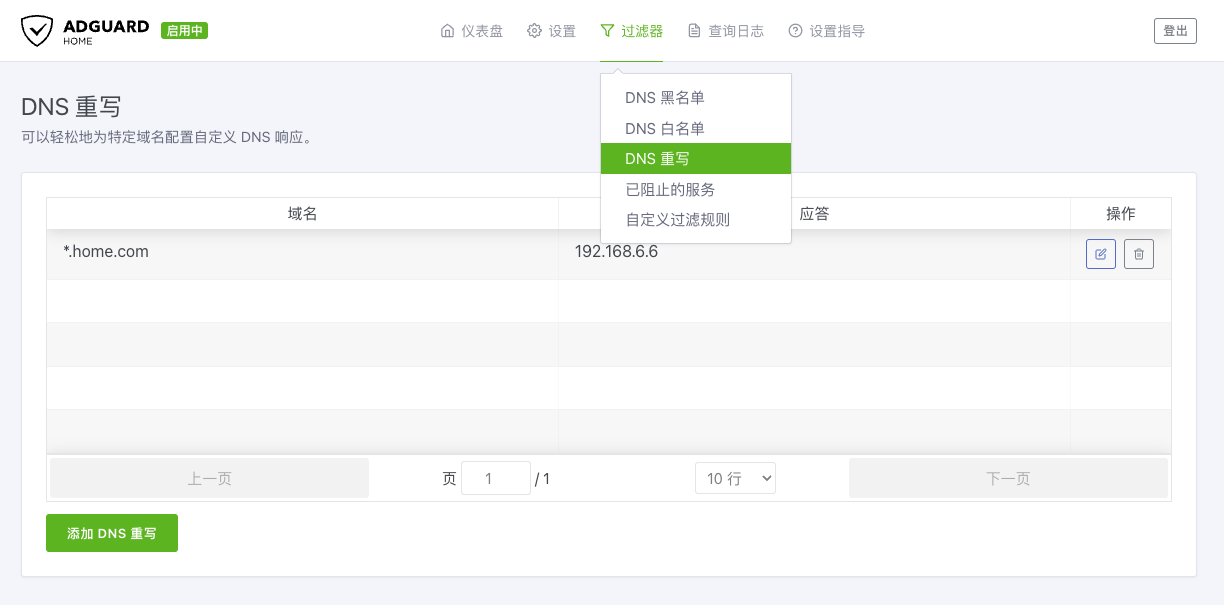 ADGUARD
HOME
启用中
仪表盘
设置
过滤器
查询日志
设置指导
登出
DNS 黑名单
DNS 白名单
DNS 重写
已阻止的服务
自定义过滤规则
DNS 重写
可以轻松地为特定域名配置自定义 DNS 响应。
域名
应答
操作
*.home.com
192.168.6.6
上一页
页 1 / 1
10 行
下一页
添加 DNS 重写